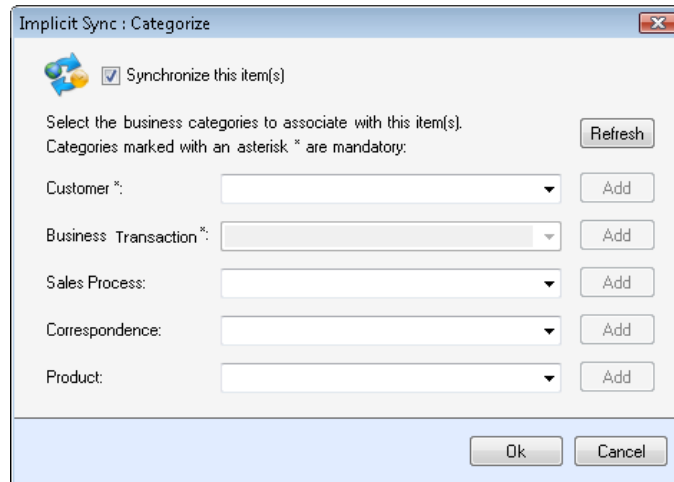 Implicit Sync : Categorize
Synchronize this item(s)
Select the business categories to associate with this item(s).
Categories marked with an asterisk * are mandatory:
Refresh
Customer *:
Add
Business Transaction*:
Add
Sales Process:
Add
Correspondence:
Add
Product:
Add
Ok
Cancel